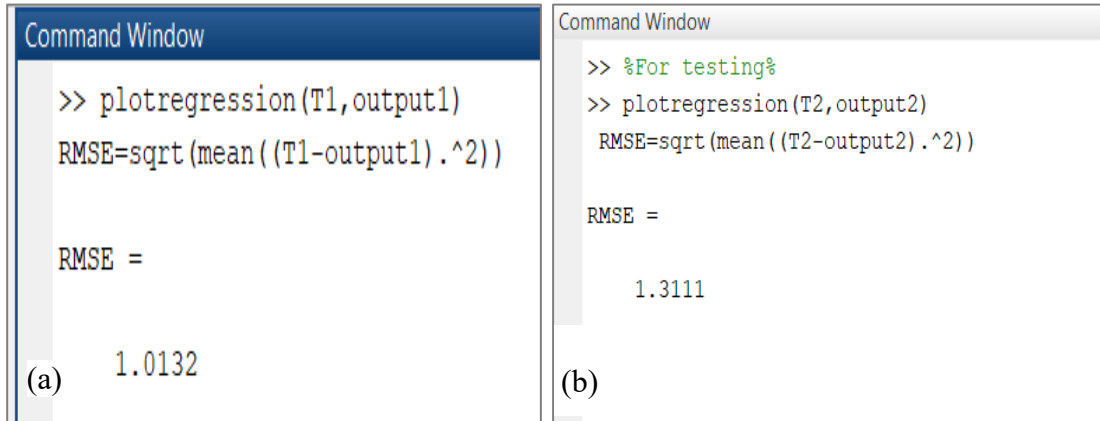 Command Window
>> plotregression(T1,output1)
RMSE=sqrt(mean((T1-output1).^2))
RMSE =
1.0132
(a)
Command Window
>> %For testing%
>> plotregression(T2,output2)
RMSE=sqrt(mean((T2-output2).^2))
RMSE =
1.3111
(b)